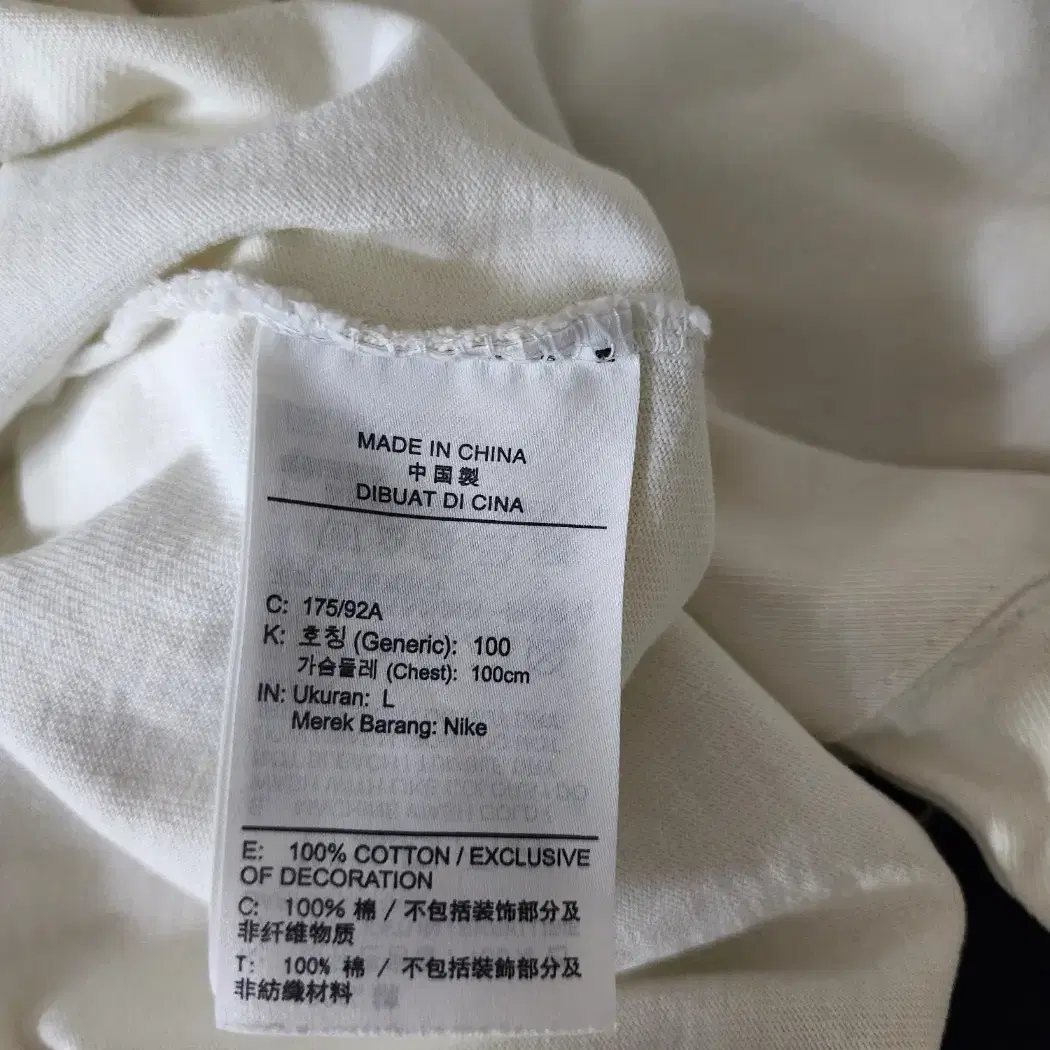 MADE IN CHINA
中国製
DIBUAT DI CINA
C: 175/92A
K: 호칭 (Generic): 100
가슴둘레 (Chest): 100cm
IN: Ukuran: L
Merek Barang: Nike
E: 100% COTTON / EXCLUSIVE
OF DECORATION
C: 100% 棉 / 不包括装饰部分及
非纤维物质
T: 100% 棉 / 不包括裝飾部分及
非紡織材料